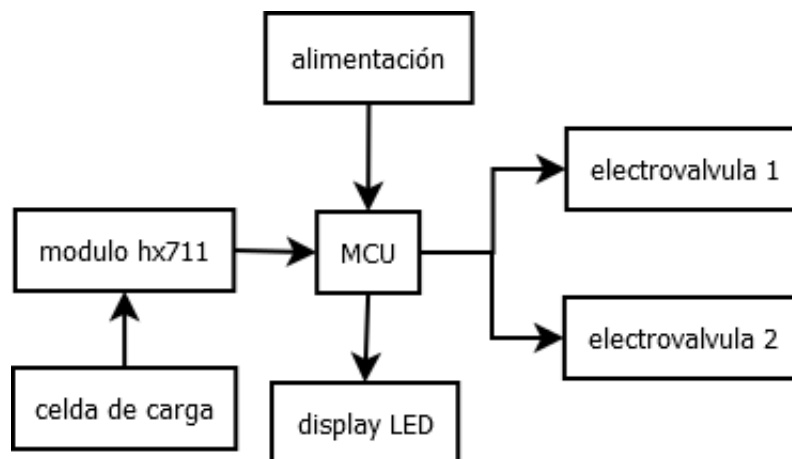 alimentación
electrovalvula 1
modulo hx711
MCU
electrovalvula 2
celda de carga
display LED